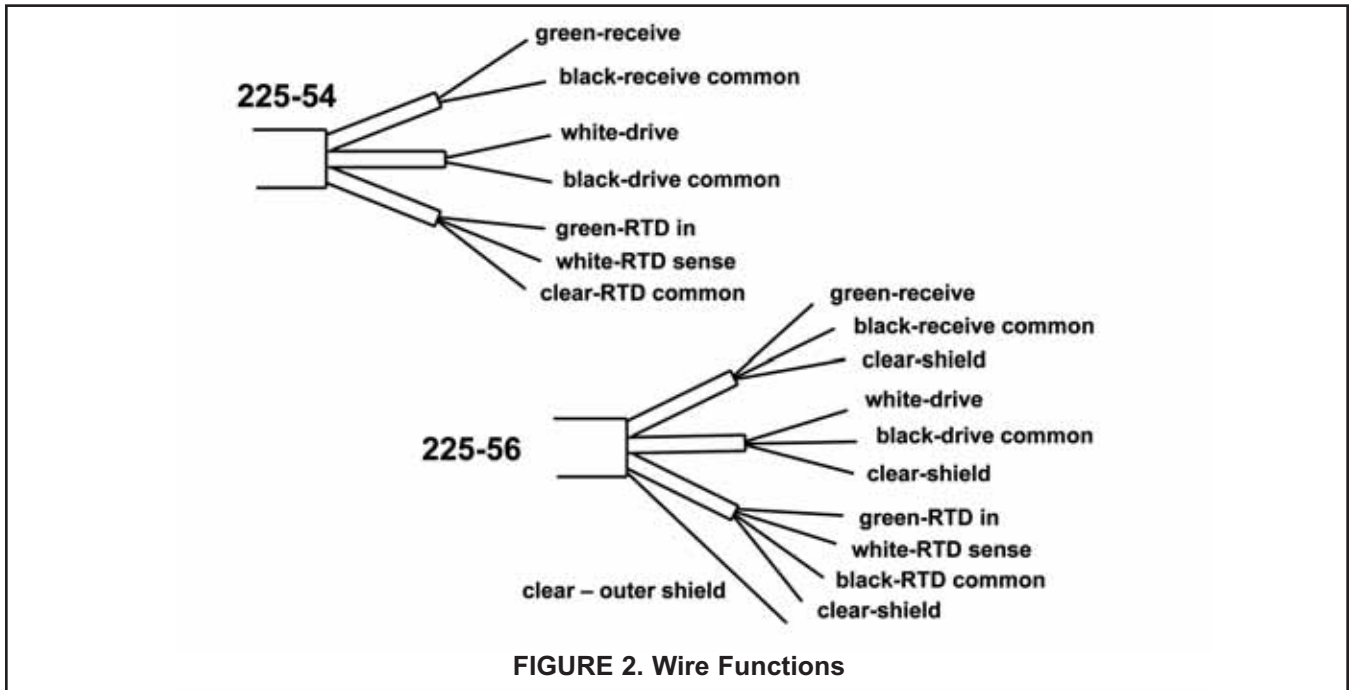 225-54
green-receive
black-receive common
white-drive
black-drive common
green-RTD in
white-RTD sense
clear-RTD common
225-56
green-receive
black-receive common
clear-shield
white-drive
black-drive common
clear-shield
green-RTD in
white-RTD sense
black-RTD common
clear-shield
clear – outer shield
FIGURE 2. Wire Functions